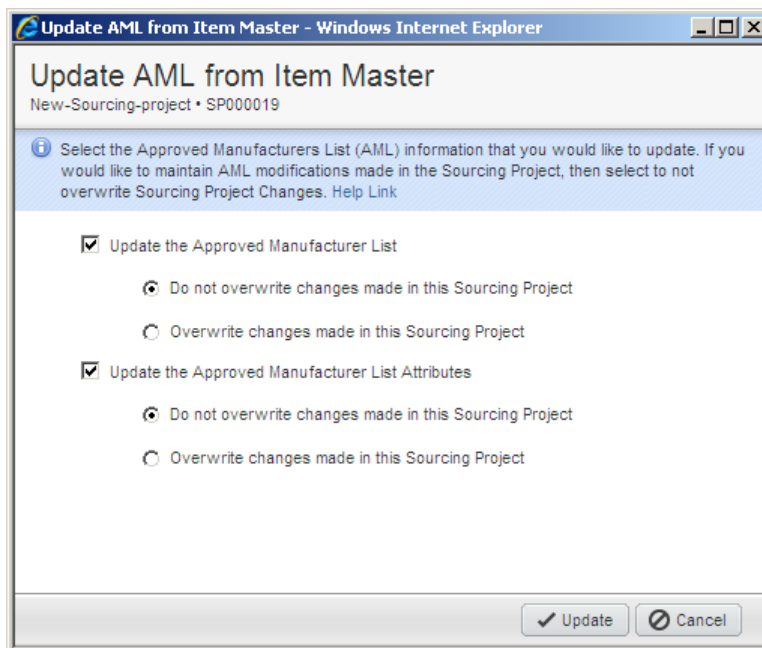 Update AML from Item Master - Windows Internet Explorer
Update AML from Item Master
New-Sourcing-project • SP000019
Select the Approved Manufacturers List (AML) information that you would like to update. If you
would like to maintain AML modifications made in the Sourcing Project, then select to not
overwrite Sourcing Project Changes. Help Link
Update the Approved Manufacturer List
Do not overwrite changes made in this Sourcing Project
Overwrite changes made in this Sourcing Project
Update the Approved Manufacturer List Attributes
Do not overwrite changes made in this Sourcing Project
Overwrite changes made in this Sourcing Project
Update Cancel